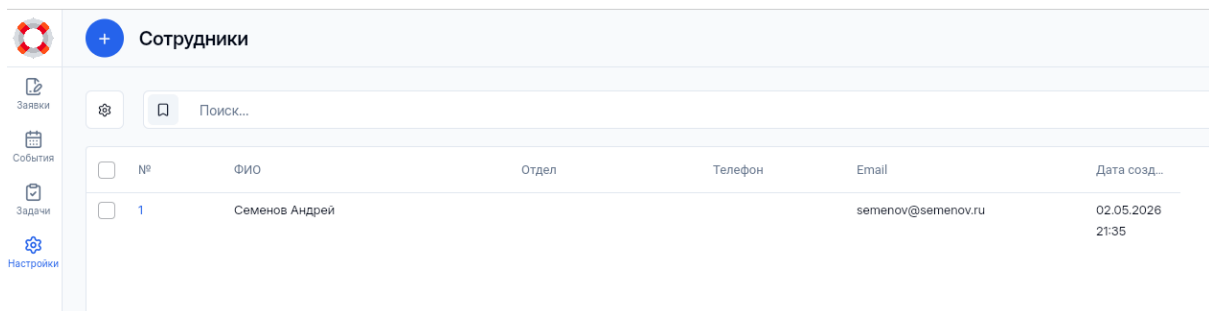 + Сотрудники
Заявки
События
Задачи
Настройки
Поиск...
№ ФИО Отдел Телефон Email Дата созд...
1 Семенов Андрей semenov@semenov.ru 02.05.2026
21:35